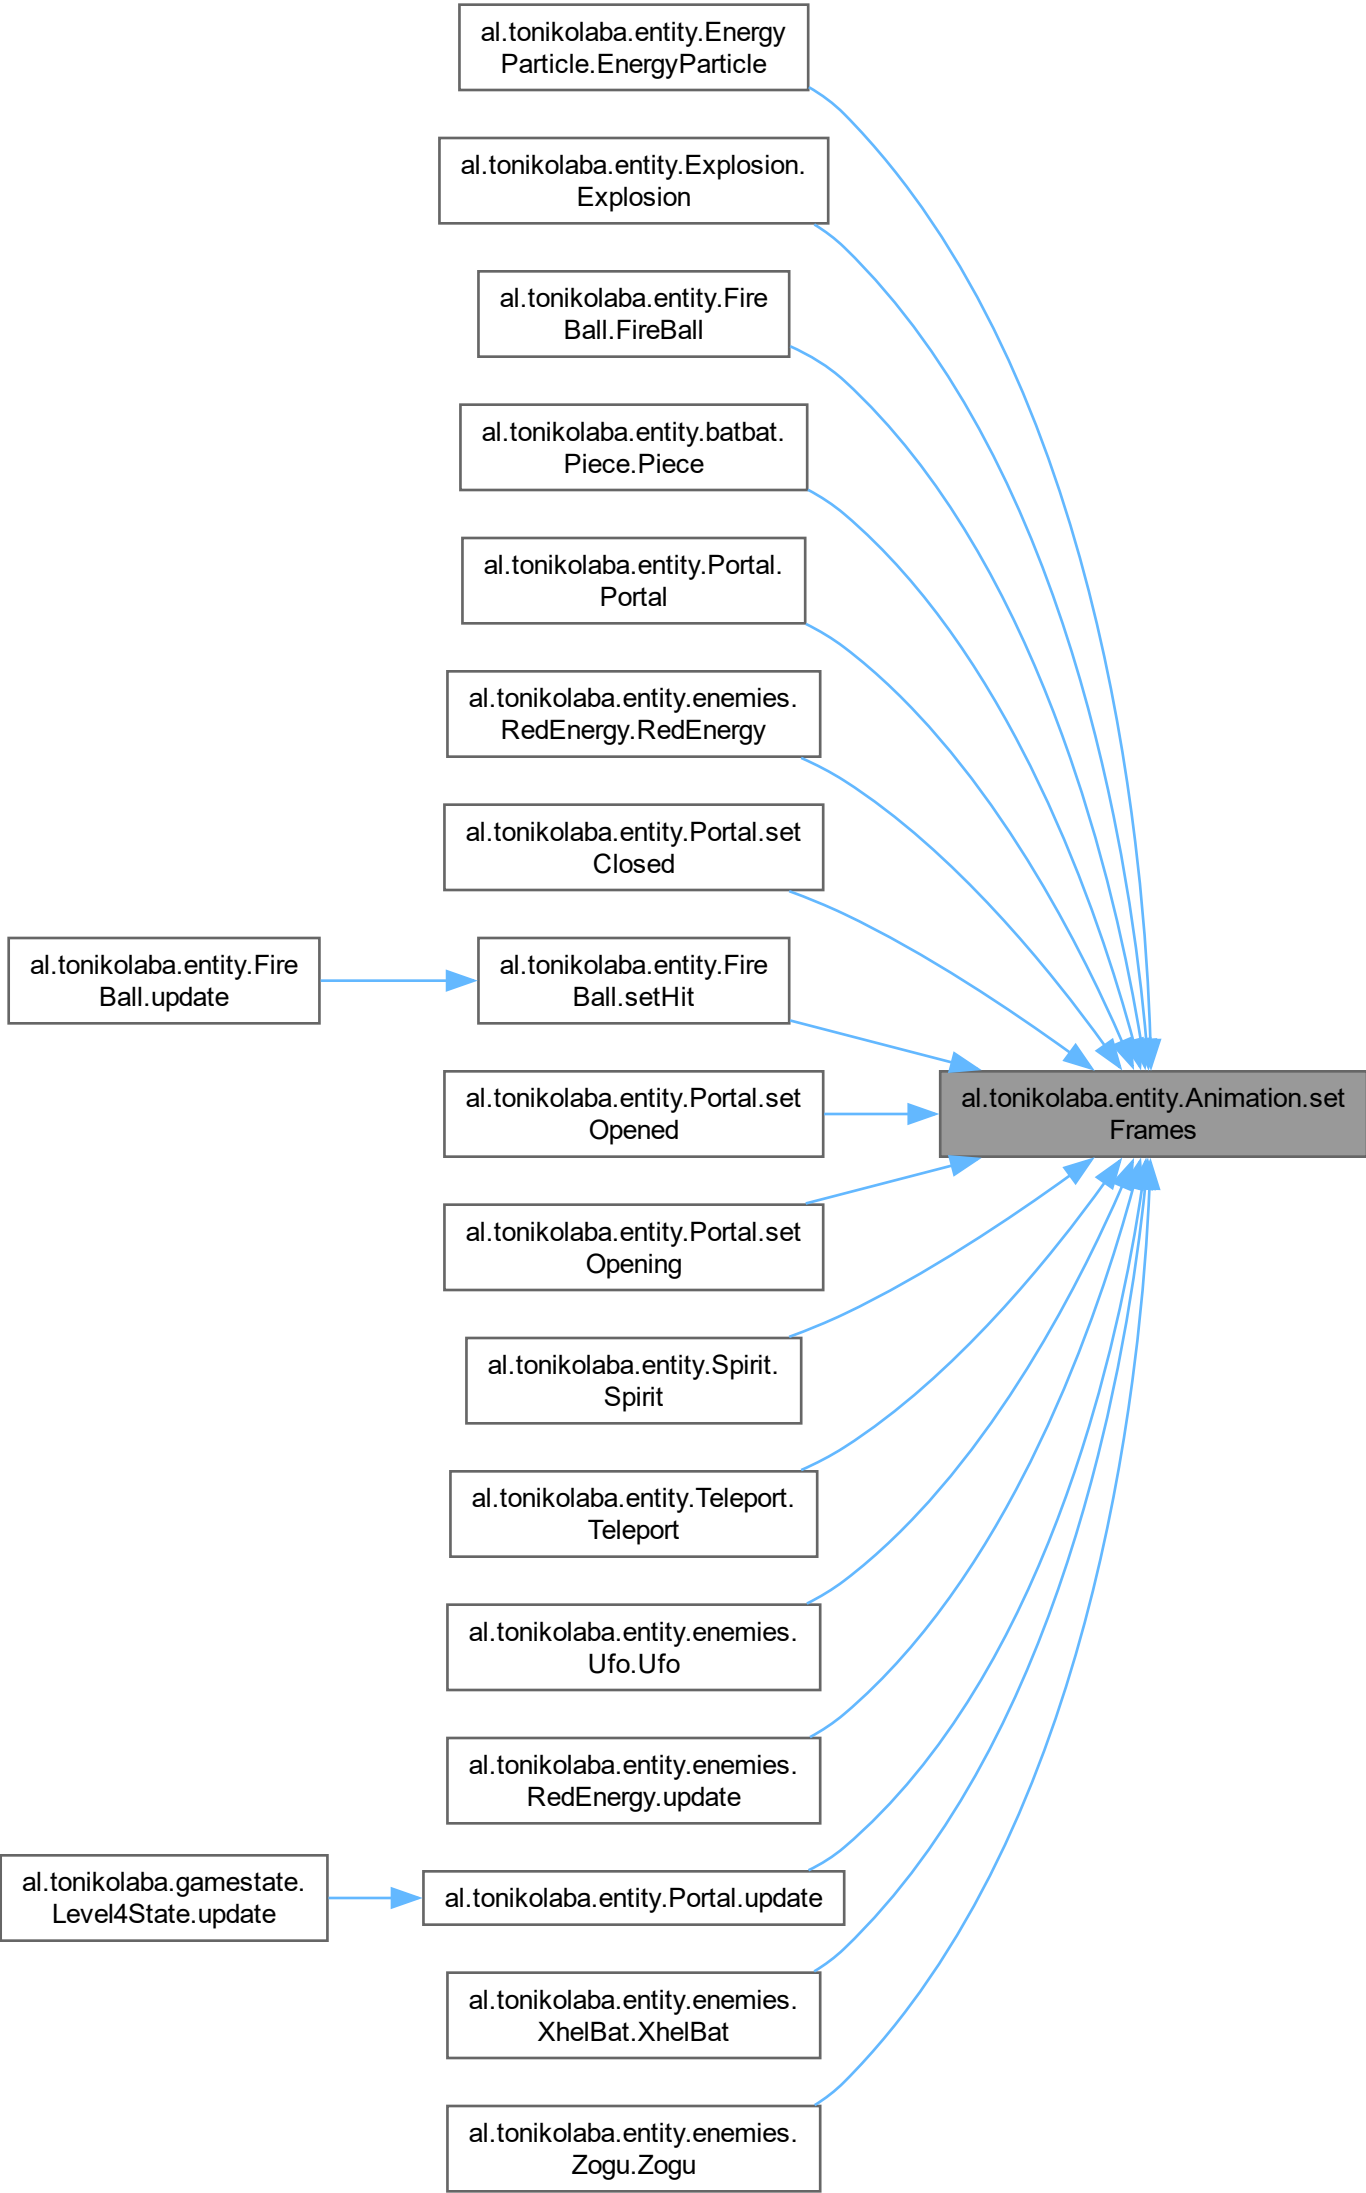 al.tonikolaba.entity.Energy
Particle.EnergyParticle
al.tonikolaba.entity.Explosion.
Explosion
al.tonikolaba.entity.Fire
Ball.FireBall
al.tonikolaba.entity.batbat.
Piece.Piece
al.tonikolaba.entity.Portal.
Portal
al.tonikolaba.entity.enemies.
RedEnergy.RedEnergy
al.tonikolaba.entity.Portal.set
Closed
al.tonikolaba.entity.Fire
Ball.update
al.tonikolaba.entity.Fire
Ball.setHit
al.tonikolaba.entity.Portal.set
Opened
al.tonikolaba.entity.Animation.set
Frames
al.tonikolaba.entity.Portal.set
Opening
al.tonikolaba.entity.Spirit.
Spirit
al.tonikolaba.entity.Teleport.
Teleport
al.tonikolaba.entity.enemies.
Ufo.Ufo
al.tonikolaba.entity.enemies.
RedEnergy.update
al.tonikolaba.gamestate.
Level4State.update
al.tonikolaba.entity.Portal.update
al.tonikolaba.entity.enemies.
XhelBat.XhelBat
al.tonikolaba.entity.enemies.
Zogu.Zogu